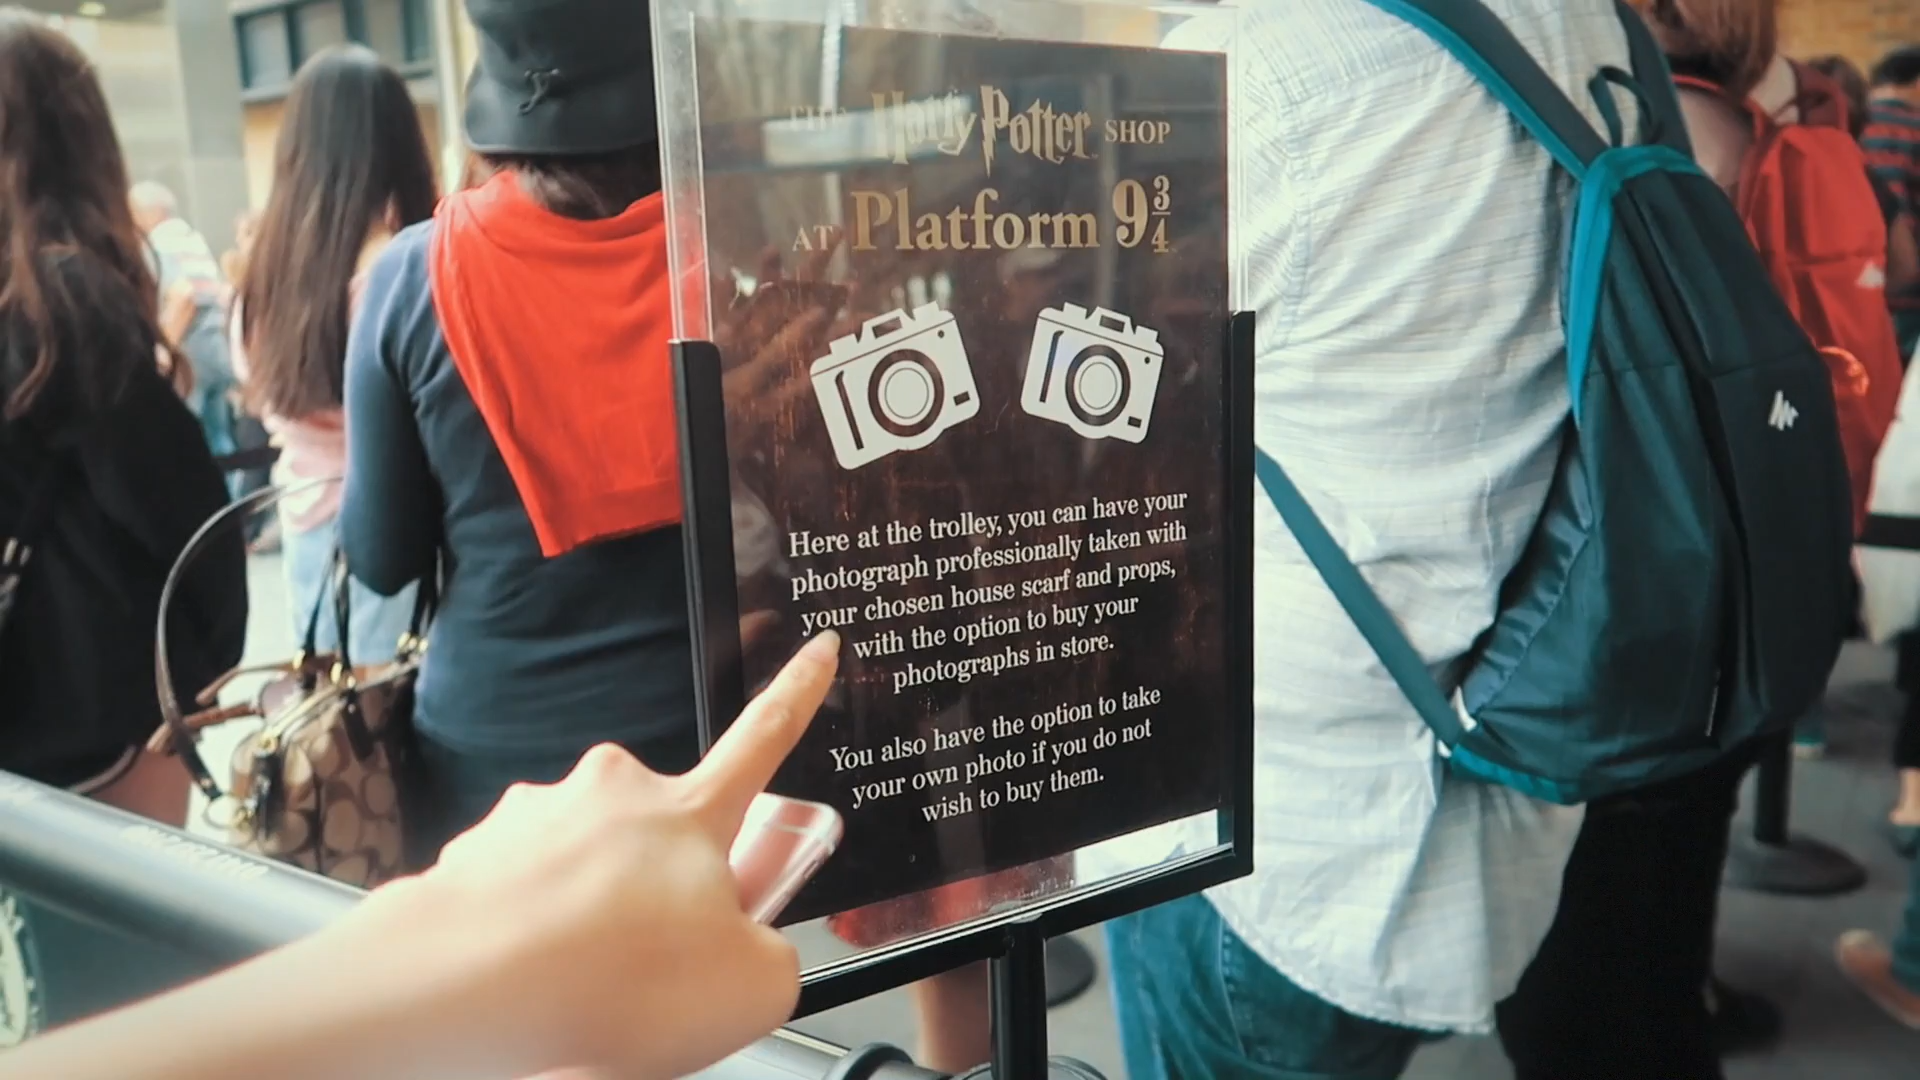 THE Harry Potter SHOP
AT Platform 9 3/4
Here at the trolley, you can have your
photograph professionally taken with
your chosen house scarf and props,
with the option to buy your
photographs in store.
You also have the option to take
your own photo if you do not
wish to buy them.